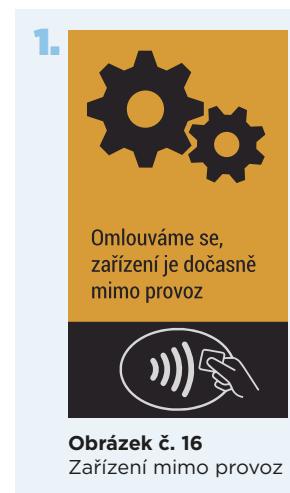 1.
Omlouváme se,
zařízení je dočasně
mimo provoz
Obrázek č. 16
Zařízení mimo provoz